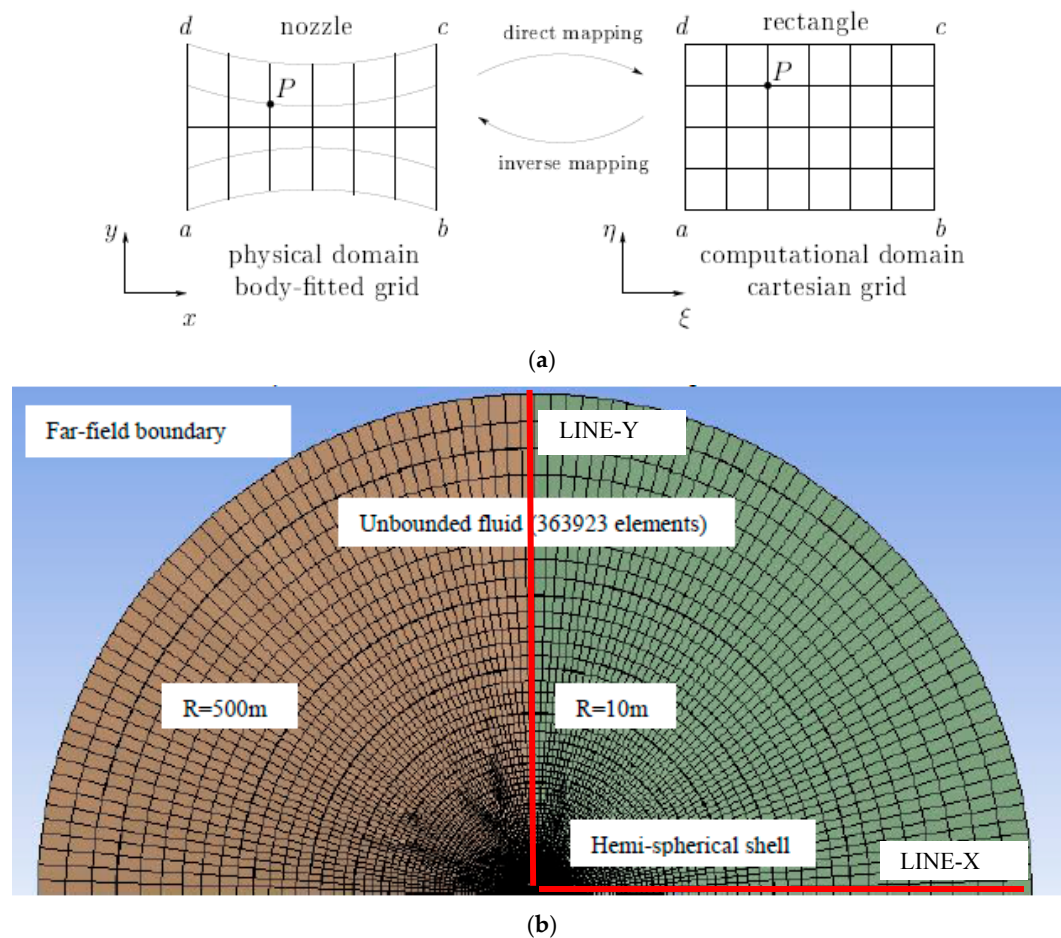 d nozzle c
direct mapping
d rectangle c
P
P
inverse mapping
a b
a b
y
η
physical domain
body-fitted grid
computational domain
cartesian grid
x
ξ
(a)
Far-field boundary
LINE-Y
Unbounded fluid (363923 elements)
R=500m
R=10m
Hemi-spherical shell
LINE-X
(b)